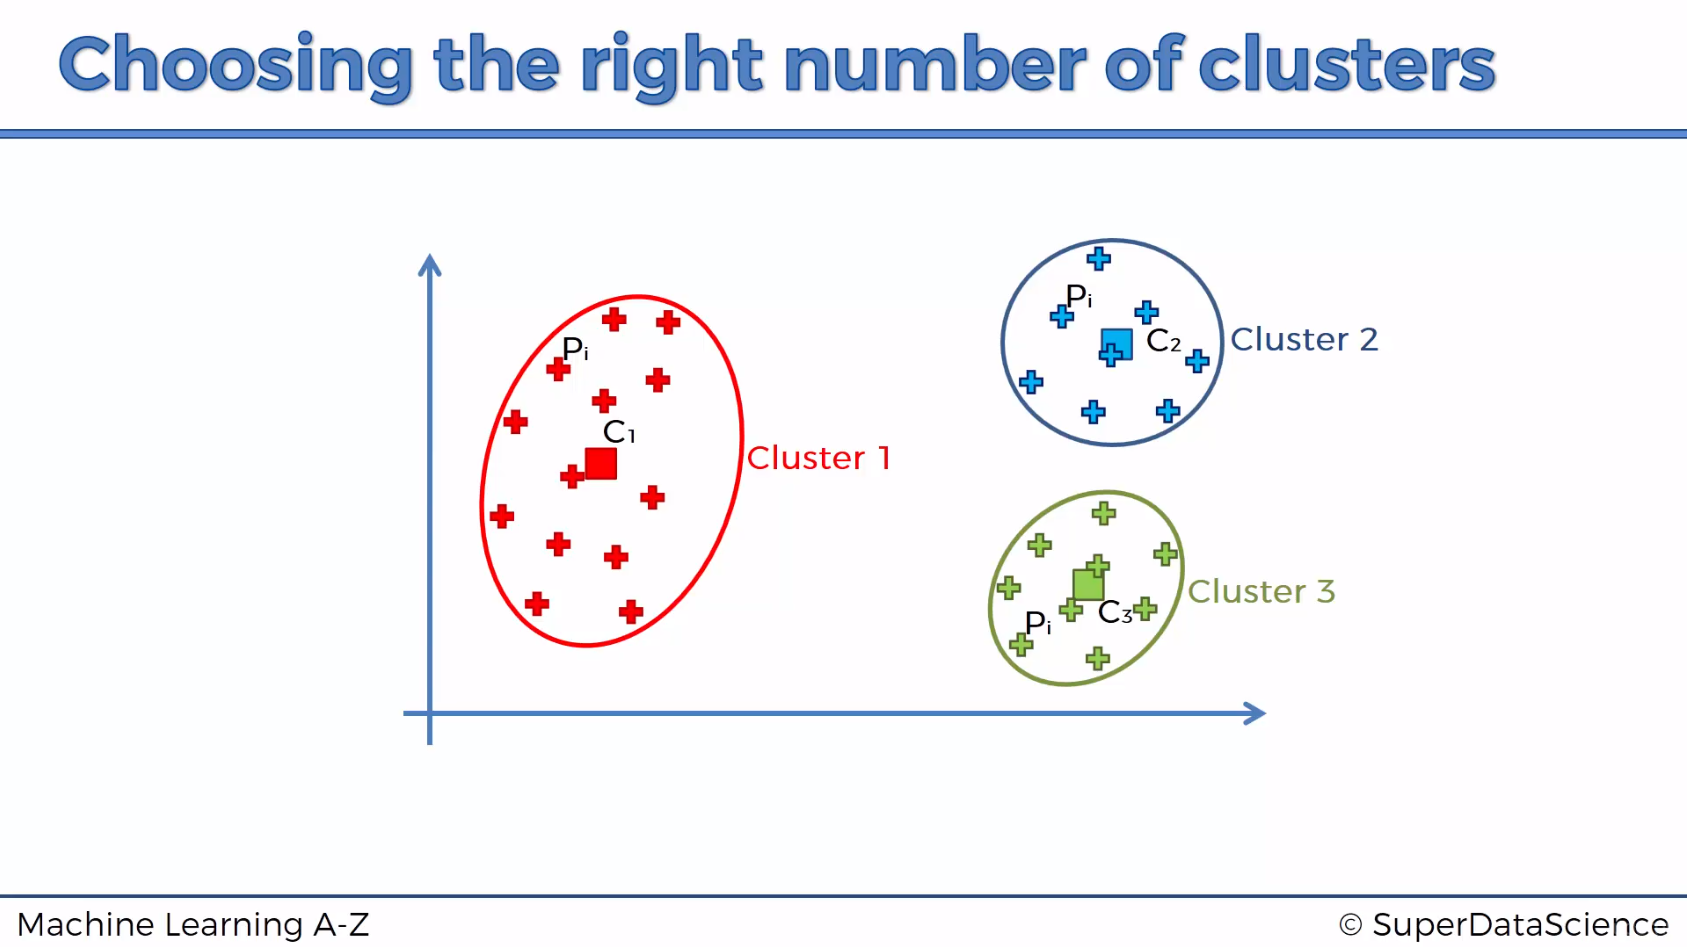 Choosing the right number of clusters
Pi
C2
Cluster 2
Pi
C1
Cluster 1
Cluster 3
C3
Pi
Machine Learning A-Z
© SuperDataScience